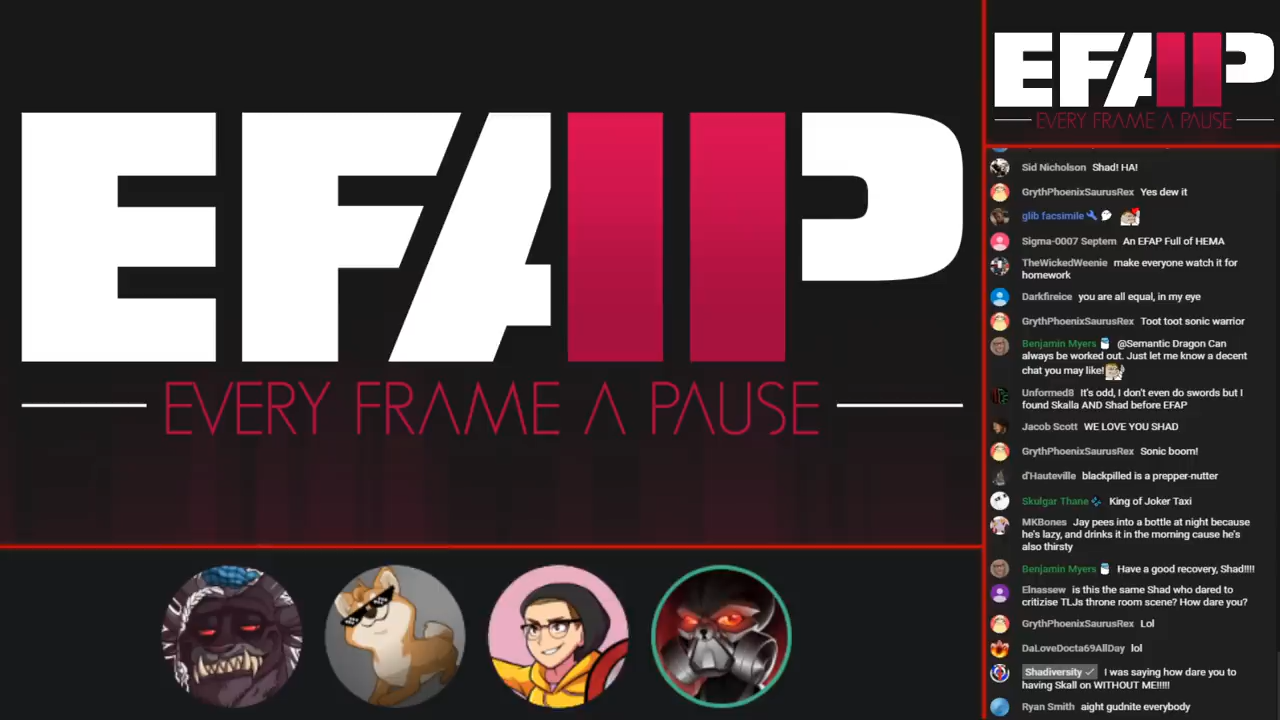 EFAP
EVERY FRAME A PAUSE
EFAP
EVERY FRAME A PAUSE
Sid Nicholson Shad! HA!
GrythPhoenixSaurusRex Yes dew it
glib facsimile
Sigma-0007 Septem An EFAP Full of HEMA
TheWickedWeenie make everyone watch it for
homework
Darkfireice you are all equal, in my eye
GrythPhoenixSaurusRex Toot toot sonic warrior
Benjamin Myers @Semantic Dragon Can
always be worked out. Just let me know a decent
chat you may like!
Unformed8 It's odd, I don't even do swords but I
found Skalla AND Shad before EFAP
Jacob Scott WE LOVE YOU SHAD
GrythPhoenixSaurusRex Sonic boom!
d'Hauteville blackpilled is a prepper-nutter
Skulgar Thane King of Joker Taxi
MKBones Jay pees into a bottle at night because
he's lazy, and drinks it in the morning cause he's
also thirsty
Benjamin Myers Have a good recovery, Shad!!!!
Elnassew is this the same Shad who dared to
critizise TLJs throne room scene? How dare you?
GrythPhoenixSaurusRex Lol
DaLoveDocta69AllDay lol
Shadiversity I was saying how dare you to
having Skall on WITHOUT ME!!!!!
Ryan Smith aight gudnite everybody